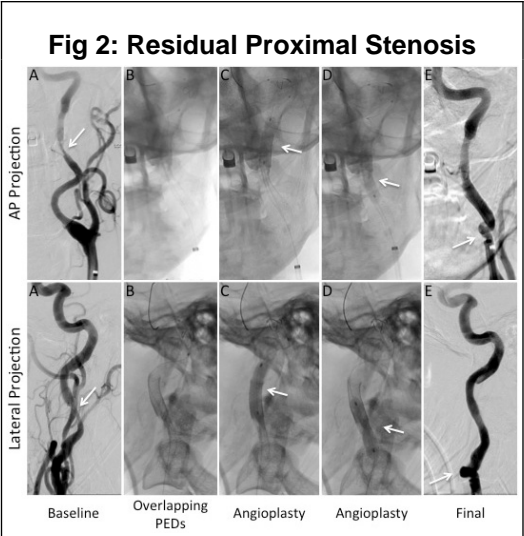 Fig 2: Residual Proximal Stenosis
AP Projection
A
B
C
D
E
Lateral Projection
A
B
C
D
E
Baseline
Overlapping
PEDs
Angioplasty
Angioplasty
Final